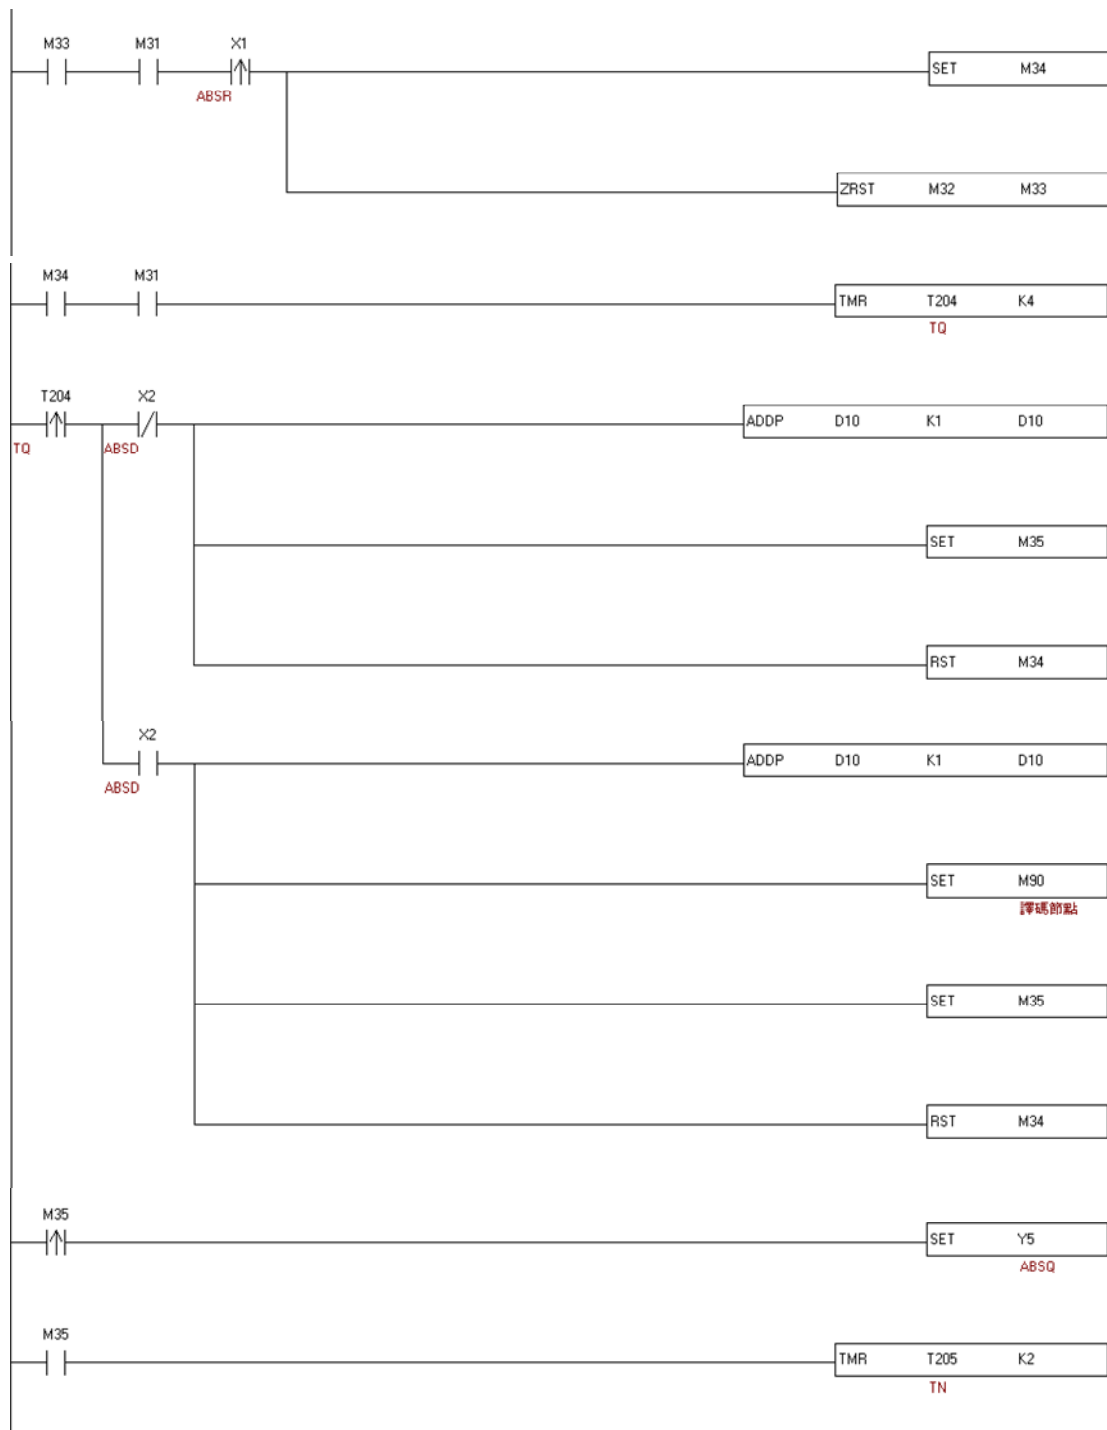 M33 M31 X1
SET M34
ABSR
ZRST M32 M33
M34 M31
TMR T204 K4
TQ
T204 X2
ADDP D10 K1 D10
TQ ABSD
SET M35
RST M34
X2
ADDP D10 K1 D10
ABSD
SET M90
譯碼節點
SET M35
RST M34
M35
SET Y5
ABSQ
M35
TMR T205 K2
TN